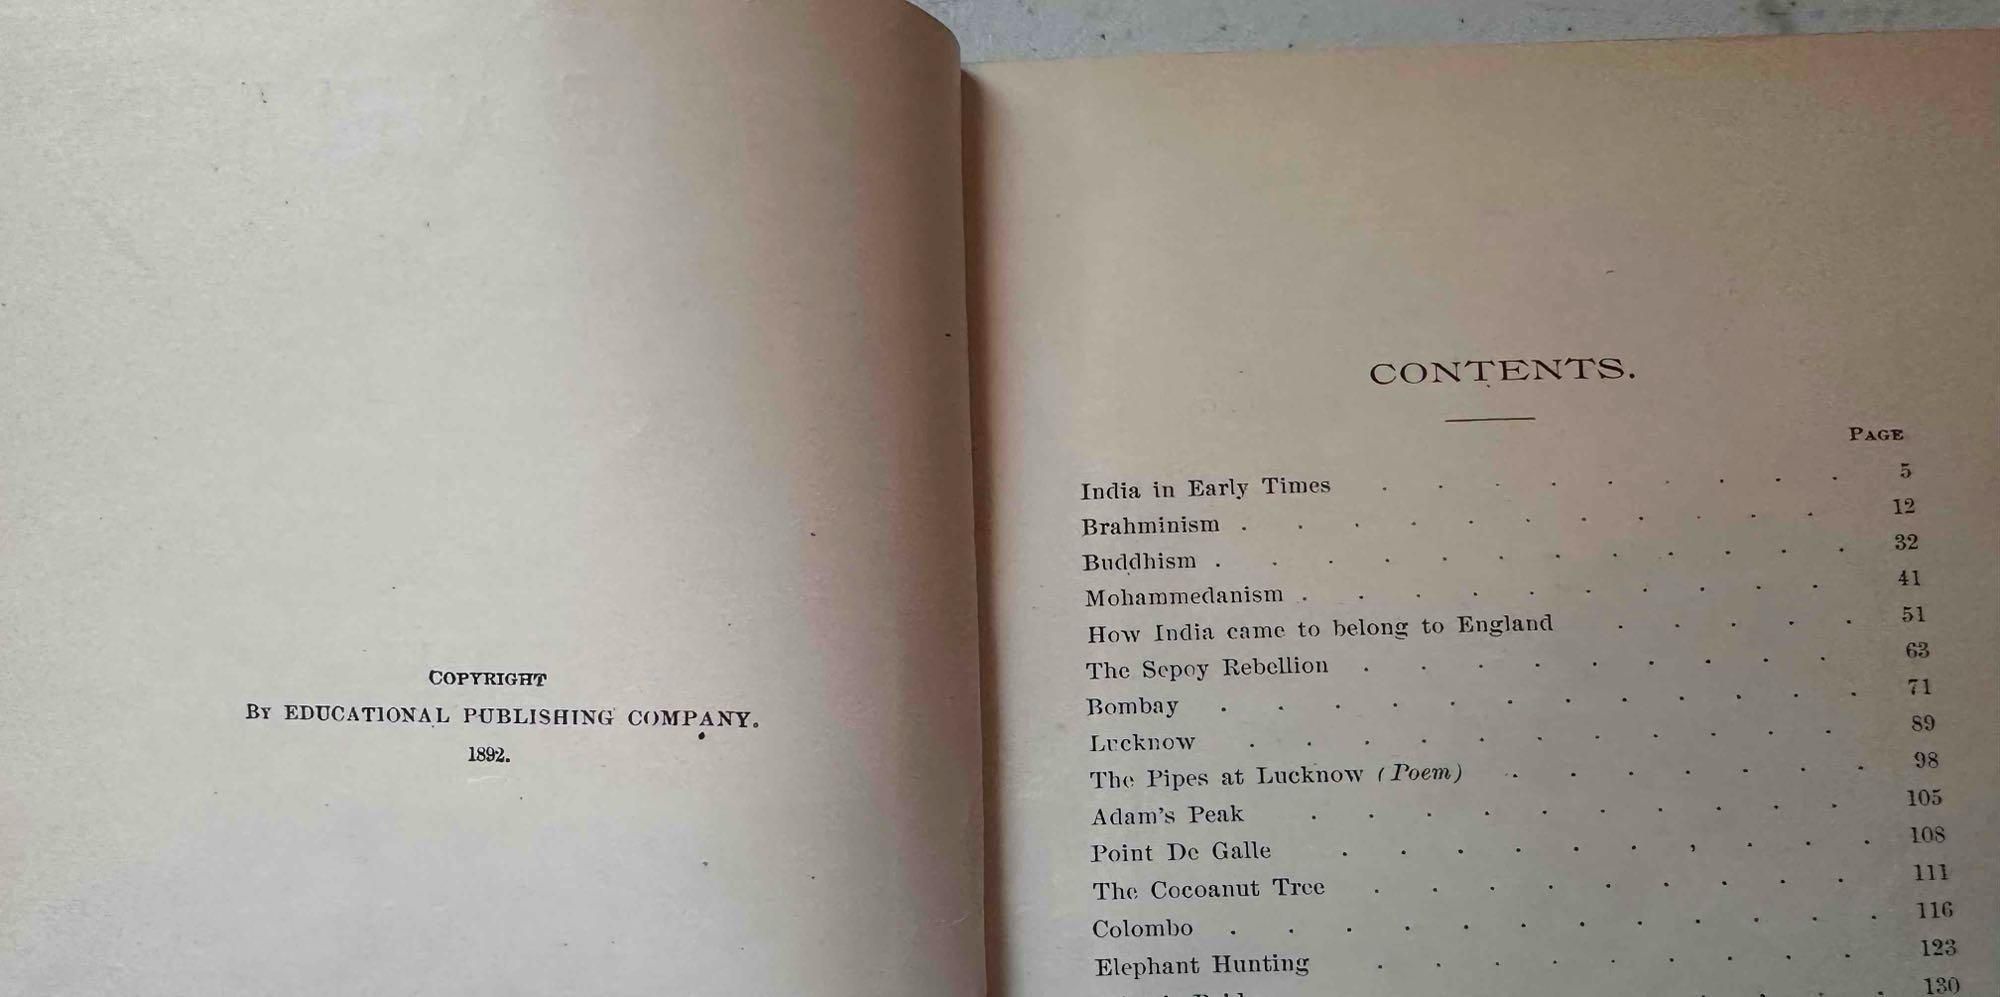 COPYRIGHT
BY EDUCATIONAL PUBLISHING COMPANY.
1892.
CONTENTS.
PAGE
India in Early Times . . . . . . . . . 5
Brahminism . . . . . . . . . . . 12
Buddhism . . . . . . . . . . . . 32
Mohammedanism . . . . . . . . . . 41
How India came to belong to England . . . . . 51
The Sepoy Rebellion . . . . . . . . . 63
Bombay . . . . . . . . . . . . 71
Lucknow . . . . . . . . . . . 89
The Pipes at Lucknow (Poem) . . . . . . . 98
Adam's Peak . . . . . . . . . . 105
Point De Galle . . . . . . . . . . 108
The Cocoanut Tree . . . . . . . . . 111
Colombo . . . . . . . . . . . . 116
Elephant Hunting . . . . . . . . . 123
130